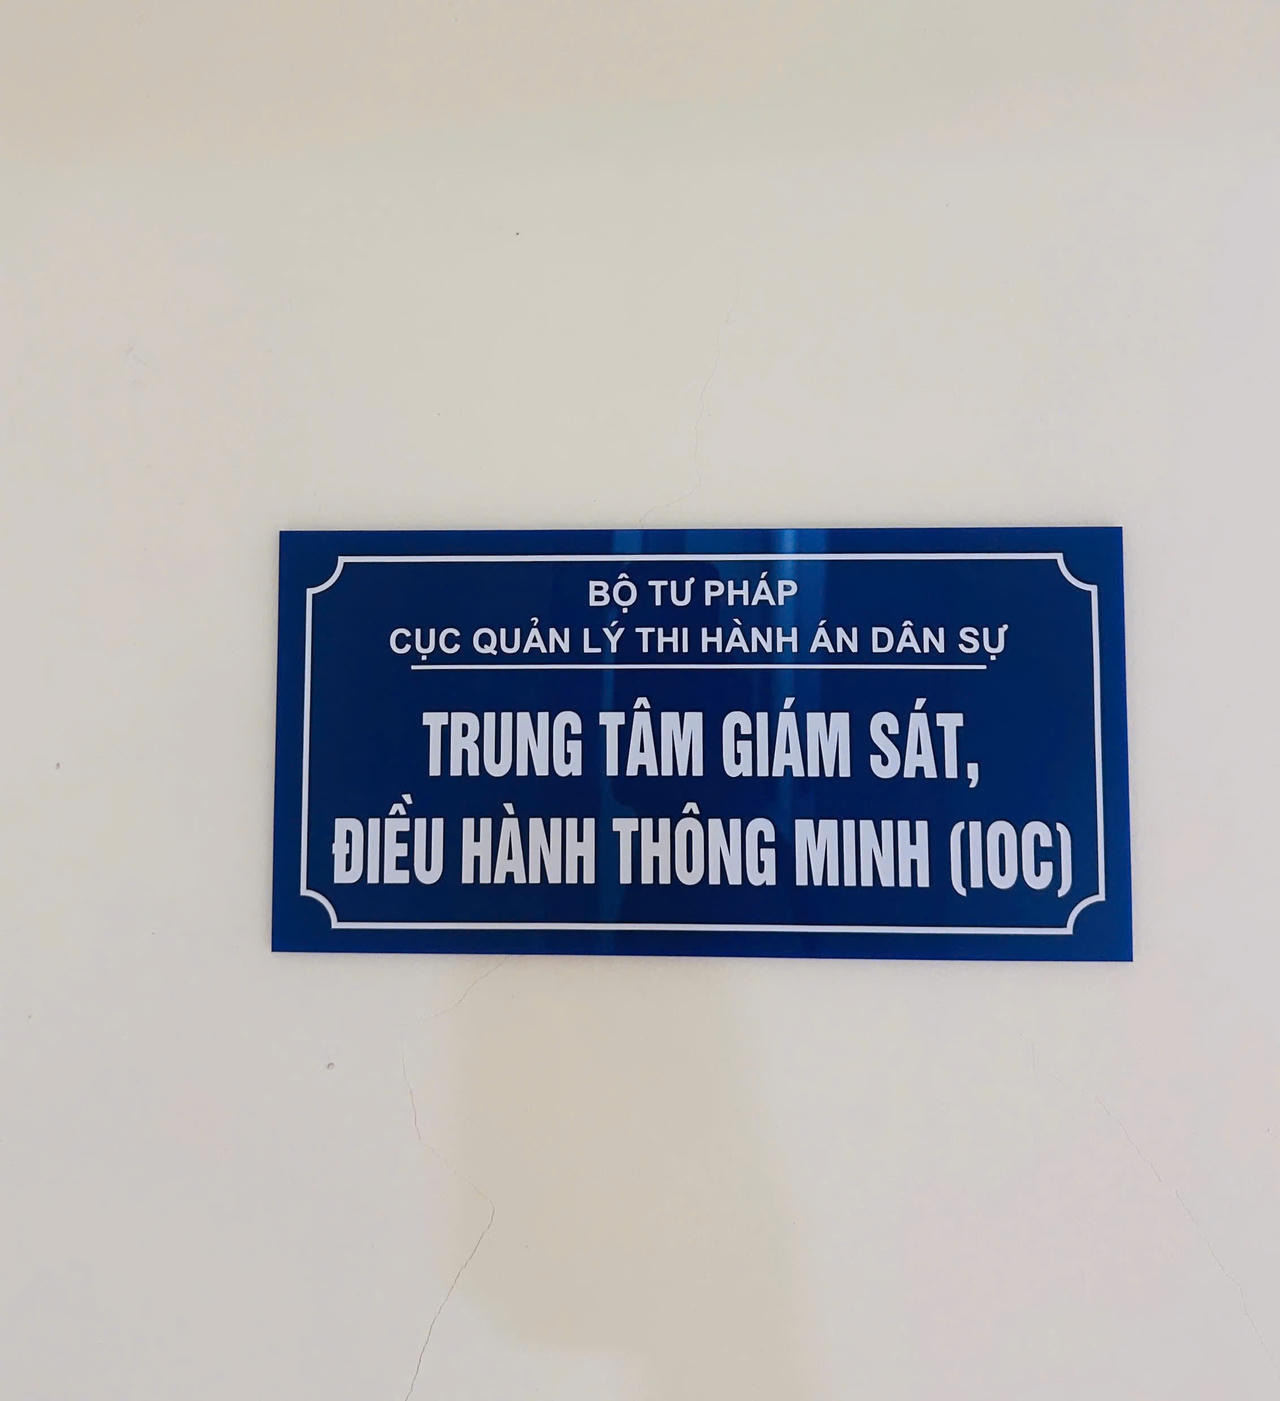 BỘ TƯ PHÁP
CỤC QUẢN LÝ THI HÀNH ÁN DÂN SỰ
TRUNG TÂM GIÁM SÁT,
ĐIỀU HÀNH THÔNG MINH (IOC)